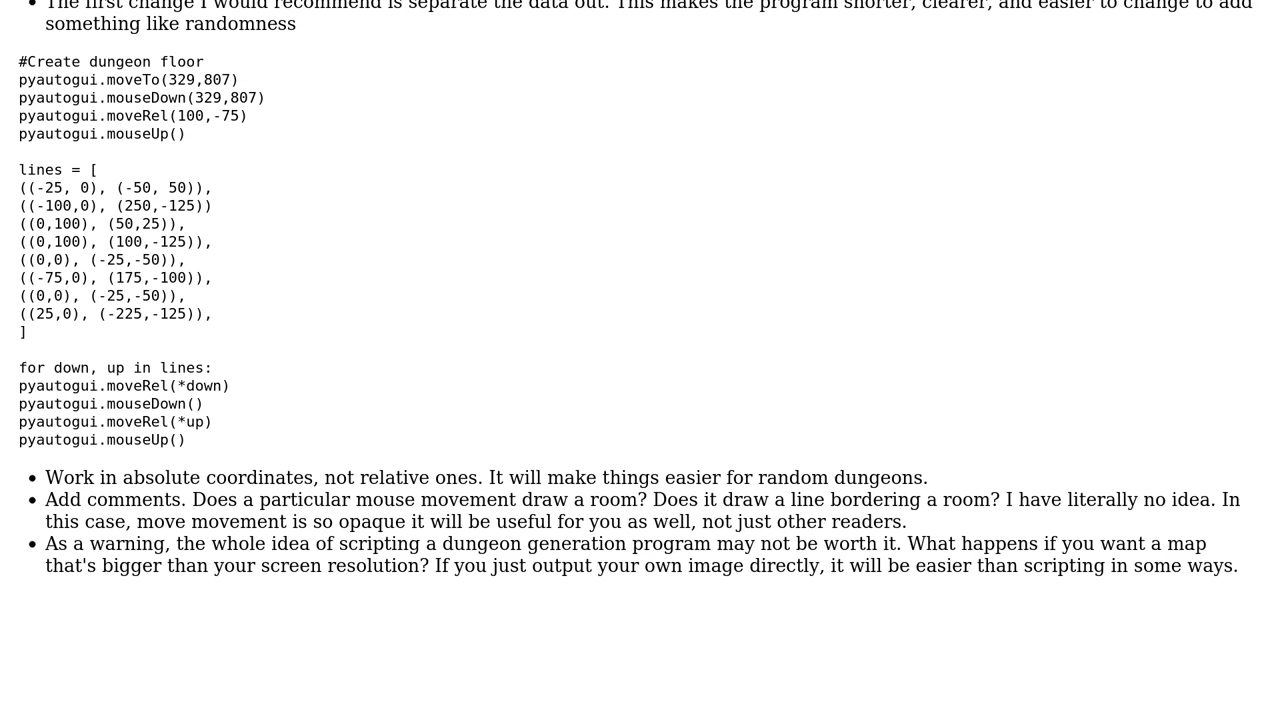 The first change I would recommend is separate the data out. This makes the program shorter, clearer, and easier to change to add
something like randomness
#Create dungeon floor
pyautogui.moveTo(329,807)
pyautogui.mouseDown(329,807)
pyautogui.moveRel(100,-75)
pyautogui.mouseUp()
lines = [
((-25, 0), (-50, 50)),
((-100,0), (250,-125))
((0,100), (50,25)),
((0,100), (100,-125)),
((0,0), (-25,-50)),
((-75,0), (175,-100)),
((0,0), (-25,-50)),
((25,0), (-225,-125)),
]
for down, up in lines:
pyautogui.moveRel(*down)
pyautogui.mouseDown()
pyautogui.moveRel(*up)
pyautogui.mouseUp()
• Work in absolute coordinates, not relative ones. It will make things easier for random dungeons.
• Add comments. Does a particular mouse movement draw a room? Does it draw a line bordering a room? I have literally no idea. In
this case, move movement is so opaque it will be useful for you as well, not just other readers.
• As a warning, the whole idea of scripting a dungeon generation program may not be worth it. What happens if you want a map
that's bigger than your screen resolution? If you just output your own image directly, it will be easier than scripting in some ways.